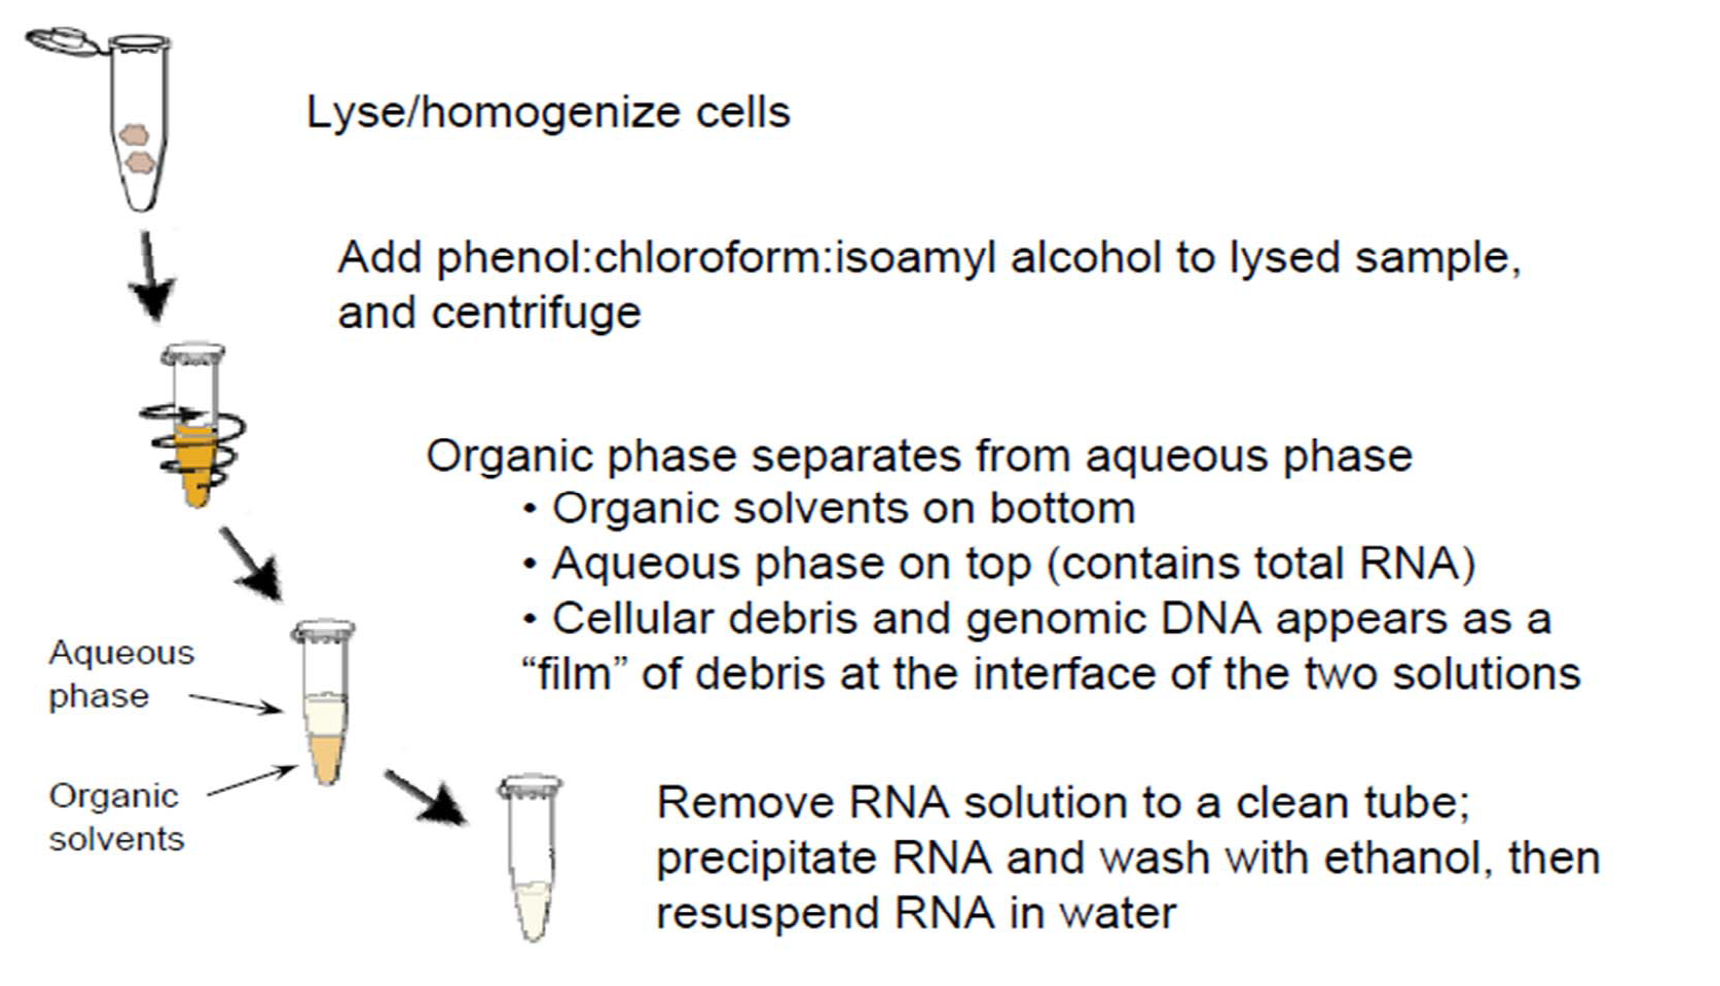 Lyse/homogenize cells
Add phenol:chloroform:isoamyl alcohol to lysed sample,
and centrifuge
Organic phase separates from aqueous phase
• Organic solvents on bottom
• Aqueous phase on top (contains total RNA)
• Cellular debris and genomic DNA appears as a
“film” of debris at the interface of the two solutions
Aqueous
phase
Organic
solvents
Remove RNA solution to a clean tube;
precipitate RNA and wash with ethanol, then
resuspend RNA in water